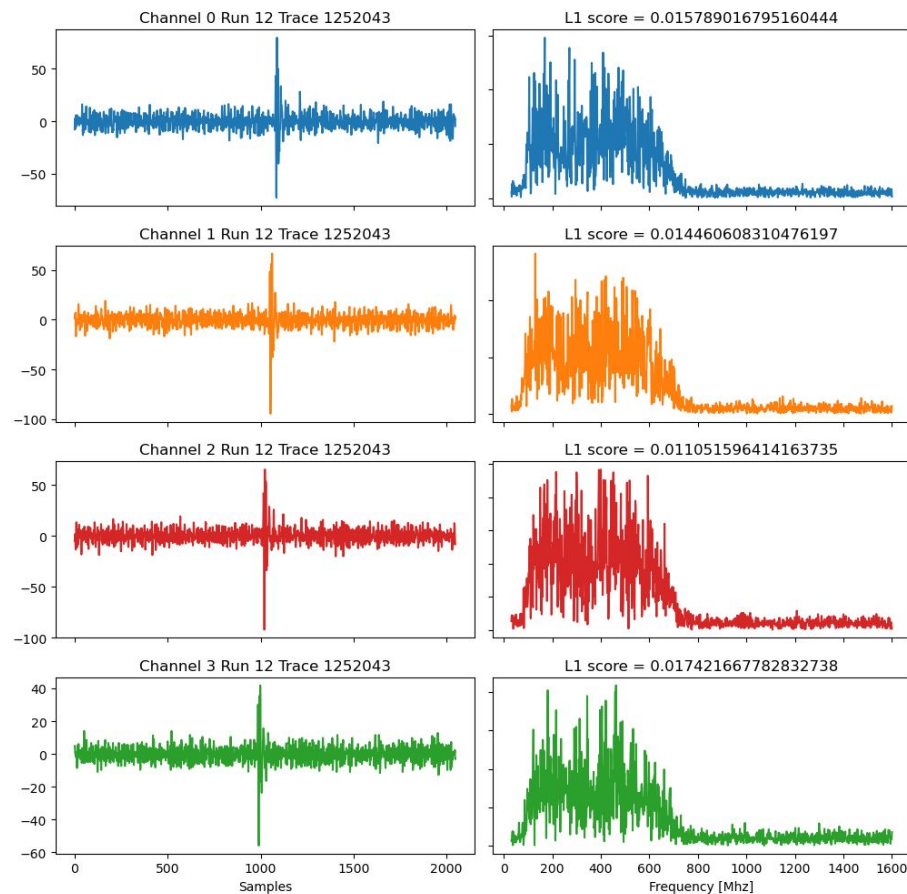 Channel 0 Run 12 Trace 1252043
L1 score = 0.015789016795160444
50
0
−50
Channel 1 Run 12 Trace 1252043
L1 score = 0.014460608310476197
50
0
−50
−100
Channel 2 Run 12 Trace 1252043
L1 score = 0.011051596414163735
50
0
−50
−100
Channel 3 Run 12 Trace 1252043
L1 score = 0.017421667782832738
40
20
0
−20
−40
−60
0 500 1000 1500 2000
Samples
0 200 400 600 800 1000 1200 1400 1600
Frequency [Mhz]